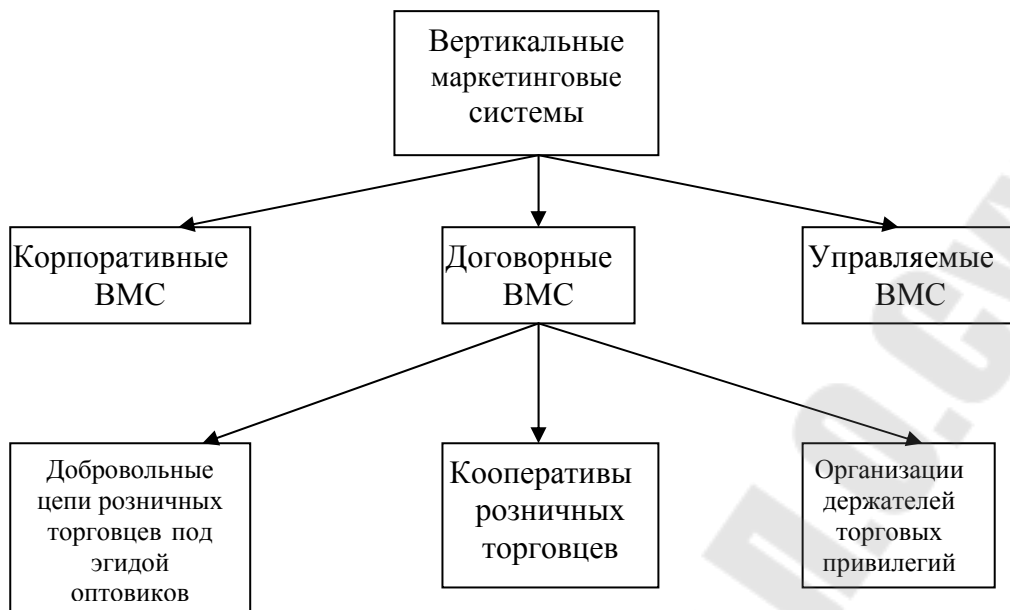 Вертикальные
маркетинговые
системы
Корпоративные
ВМС
Договорные
ВМС
Управляемые
ВМС
Добровольные
цепи розничных
торговцев под
эгидой
оптовиков
Кооперативы
розничных
торговцев
Организации
держателей
торговых
привилегий